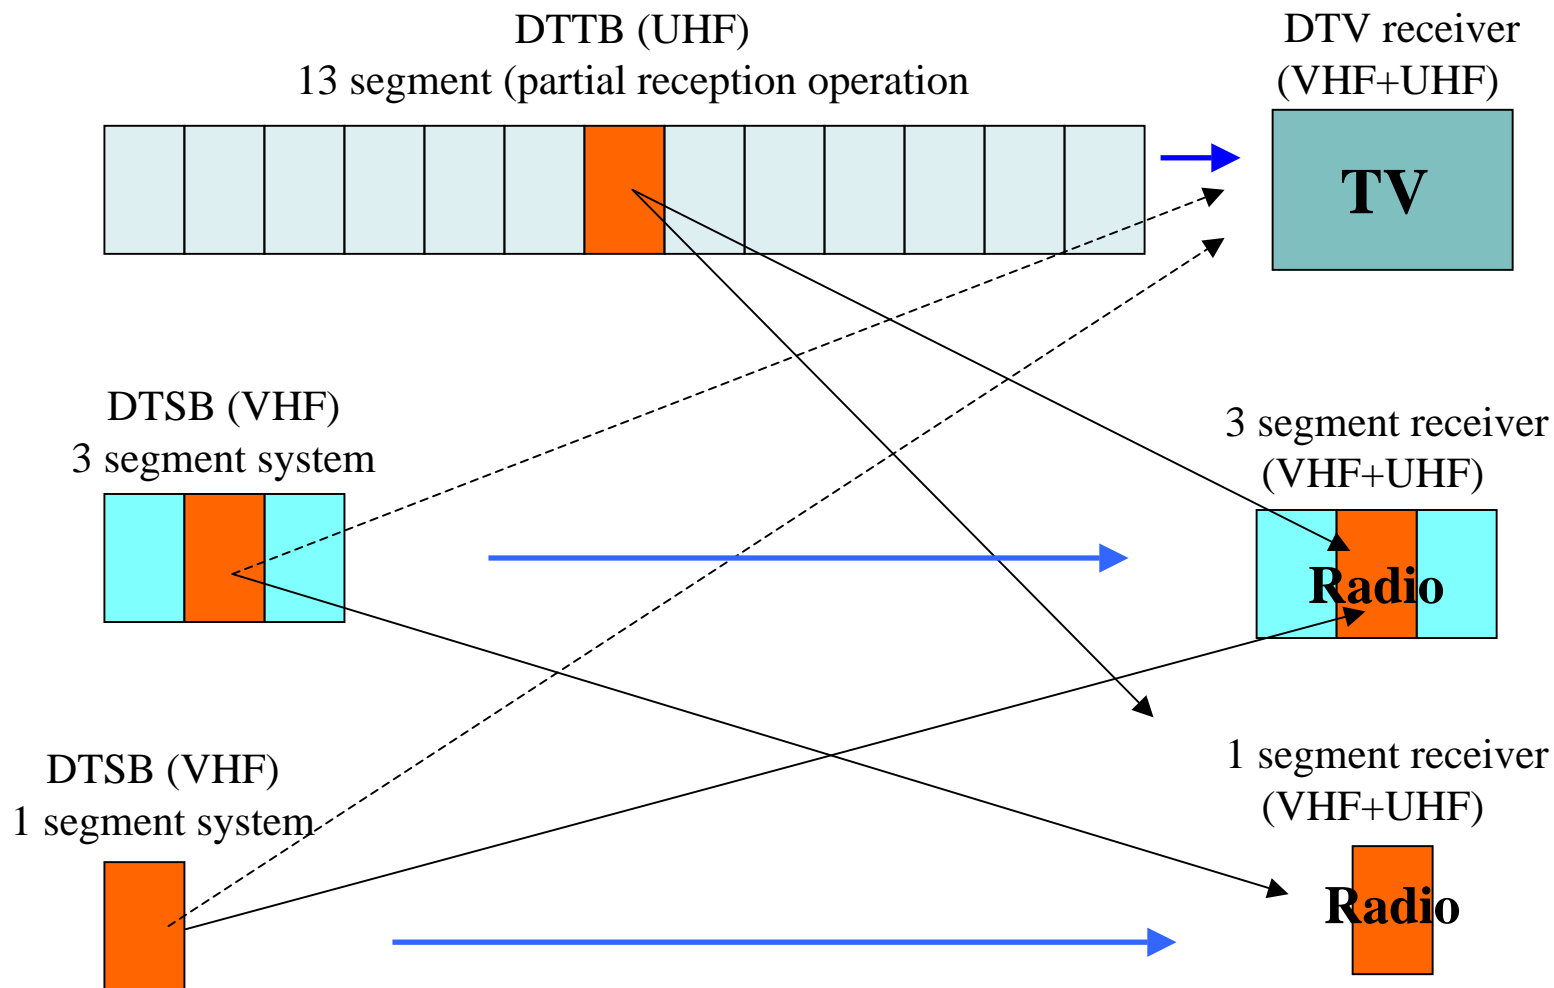 DTTB (UHF)
13 segment (partial reception operation
DTV receiver
(VHF+UHF)
TV
DTSB (VHF)
3 segment system
3 segment receiver
(VHF+UHF)
Radio
DTSB (VHF)
1 segment system
1 segment receiver
(VHF+UHF)
Radio